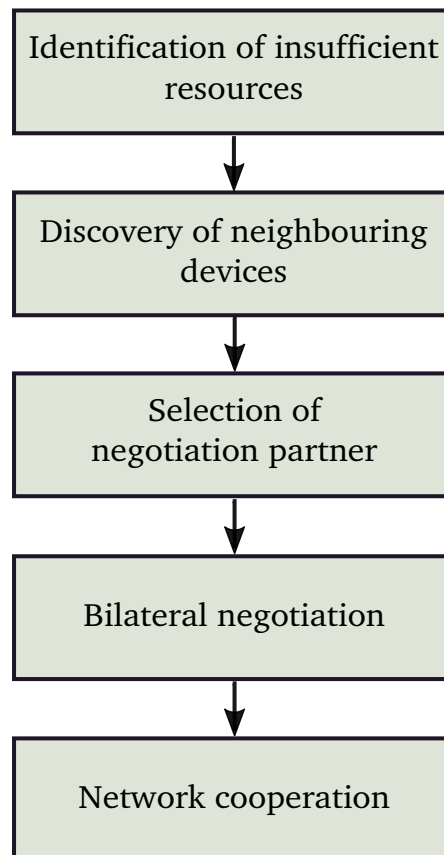 Identification of insufficient
resources
Discovery of neighbouring
devices
Selection of
negotiation partner
Bilateral negotiation
Network cooperation